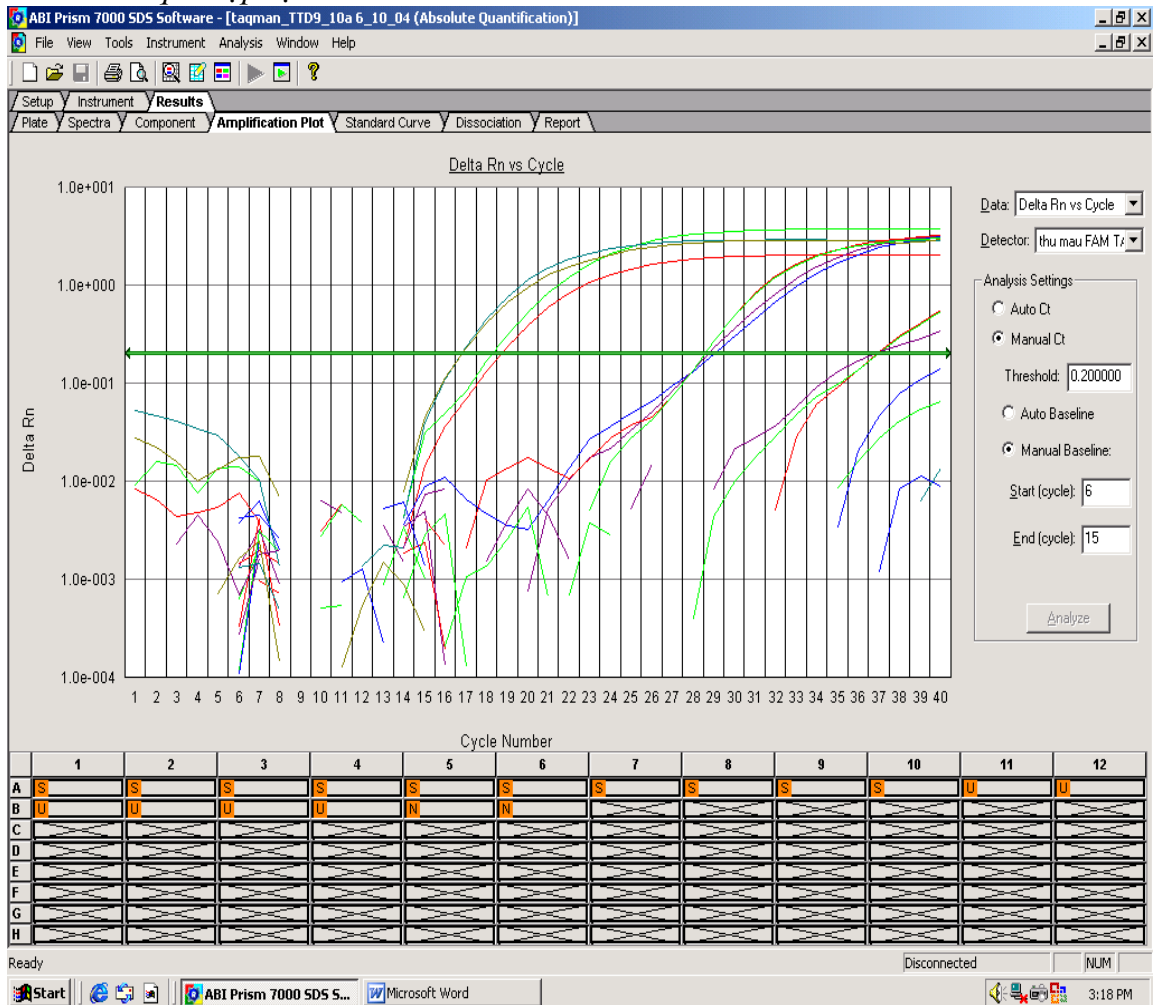 ABI Prism 7000 SDS Software - [taqman_TTD9_10a 6_10_04 (Absolute Quantification)]
File View Tools Instrument Analysis Window Help
Setup Instrument Results
Plate Spectra Component Amplification Plot Standard Curve Dissociation Report
Delta Rn vs Cycle
Data: Delta Rn vs Cycle
Detector: thu mau FAM TA
Analysis Settings
Auto Ct
Manual Ct
Threshold: 0.200000
Auto Baseline
Manual Baseline:
Start (cycle): 6
End (cycle): 15
Analyze
1.0e+001
1.0e+000
1.0e-001
1.0e-002
1.0e-003
1.0e-004
Delta Rn
1 2 3 4 5 6 7 8 9 10 11 12 13 14 15 16 17 18 19 20 21 22 23 24 25 26 27 28 29 30 31 32 33 34 35 36 37 38 39 40
Cycle Number
1 2 3 4 5 6 7 8 9 10 11 12
A S S S S S S S S S S U U
B U U U U N N
C
D
E
F
G
H
Ready Disconnected NUM
Start ABI Prism 7000 SDS S... Microsoft Word 3:18 PM